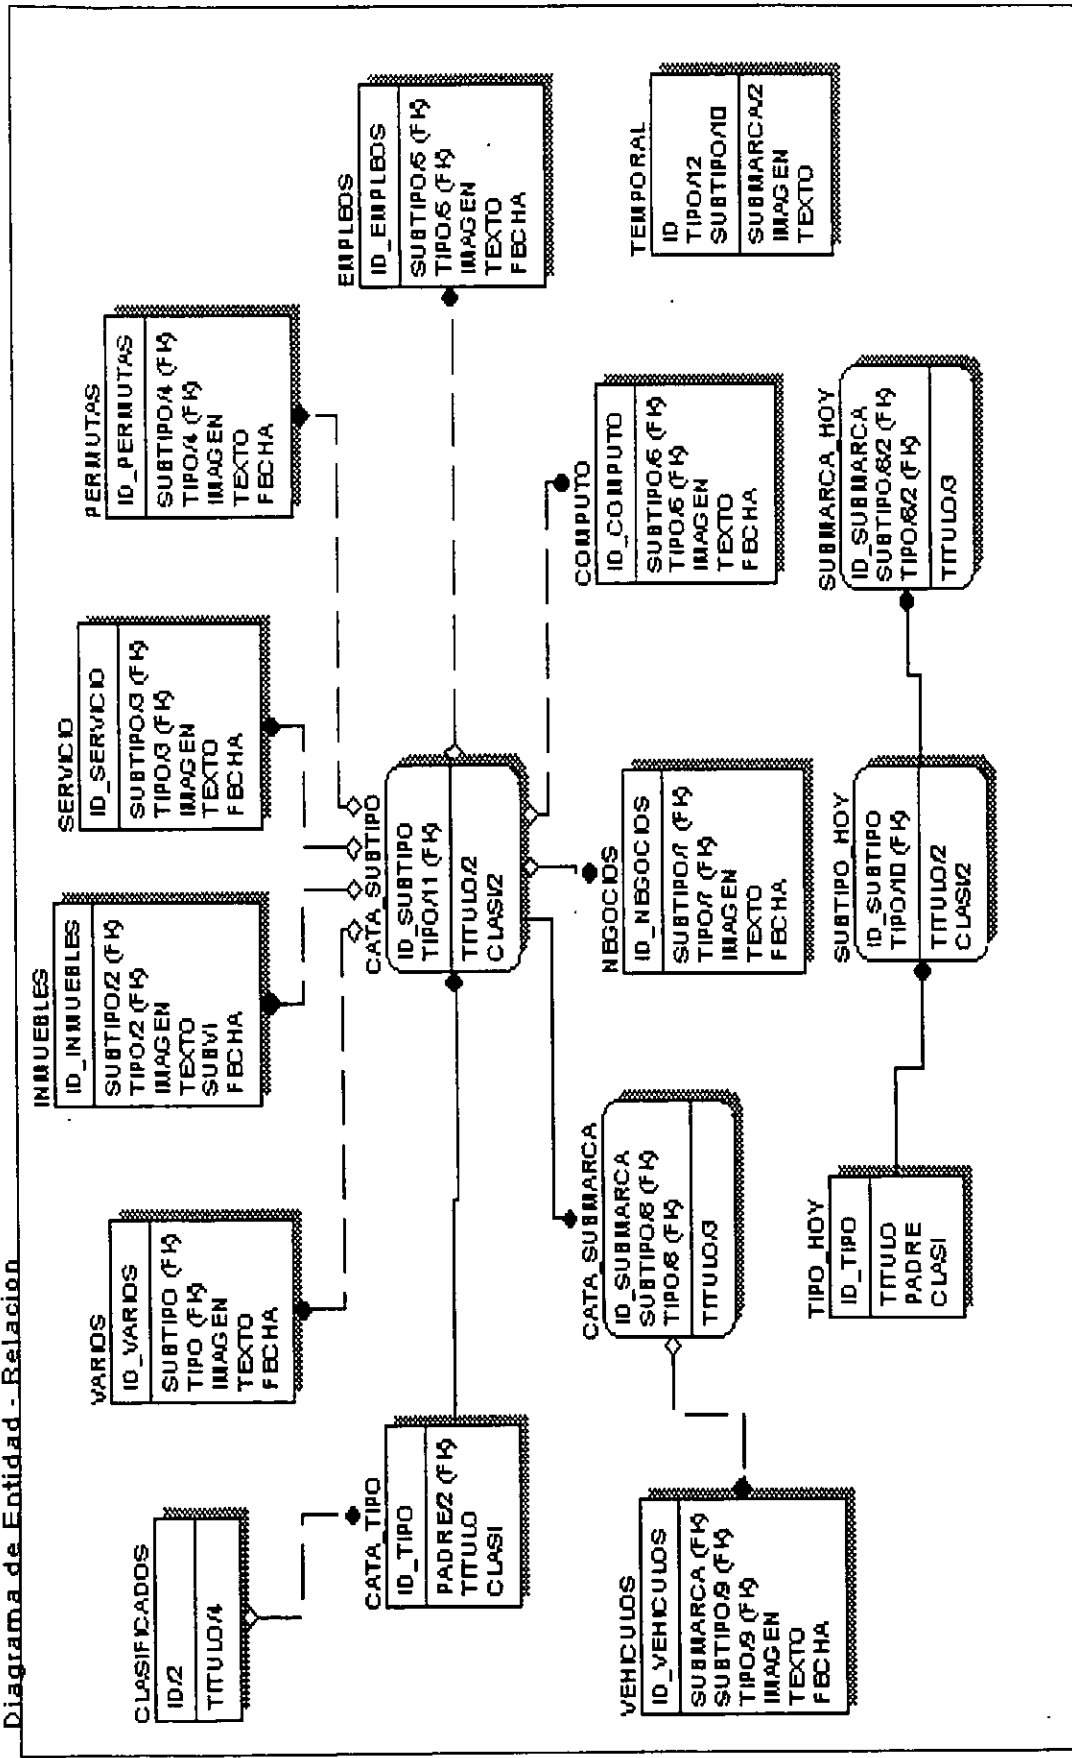 Diagrama de Entidad - Relacion
CLASIFICADOS
ID/2
TITULO/4
VARIOS
ID_VARIOS
SUBTIPO (FK)
TIPO (FK)
IMAGEN
TEXTO
FECHA
INMUEBLES
ID_INMUEBLES
SUBTIPO/2 (FK)
TIPO/2 (FK)
IMAGEN
TEXTO
SUBVI
FECHA
SERVICIO
ID_SERVICIO
SUBTIPO/3 (FK)
TIPO/3 (FK)
IMAGEN
TEXTO
FECHA
PERMUTAS
ID_PERMUTAS
SUBTIPO/4 (FK)
TIPO/4 (FK)
IMAGEN
TEXTO
FECHA
CATA_TIPO
ID_TIPO
PADRE/2 (FK)
TITULO
CLASI
CATA_SUBTIPO
ID_SUBTIPO
TIPO/11 (FK)
TITULO/2
CLASI/2
EMPLEOS
ID_EMPLEOS
SUBTIPO/5 (FK)
TIPO/5 (FK)
IMAGEN
TEXTO
FECHA
VEHICULOS
ID_VEHICULOS
SUBMARCA (FK)
SUBTIPO/9 (FK)
TIPO/9 (FK)
IMAGEN
TEXTO
FECHA
CATA_SUBMARCA
ID_SUBMARCA
SUBTIPO/8 (FK)
TIPO/8 (FK)
TITULO/3
NEGOCIOS
ID_NEGOCIOS
SUBTIPO/7 (FK)
TIPO/7 (FK)
IMAGEN
TEXTO
FECHA
COMPUTO
ID_COMPUTO
SUBTIPO/6 (FK)
TIPO/6 (FK)
IMAGEN
TEXTO
FECHA
TEMPORAL
ID
TIPO/12
SUBTIPO/10
SUBMARCA/2
IMAGEN
TEXTO
TIPO_HOY
ID_TIPO
TITULO
PADRE
CLASI
SUBTIPO_HOY
ID_SUBTIPO
TIPO/10 (FK)
TITULO/2
CLASI/2
SUBMARCA_HOY
ID_SUBMARCA
SUBTIPO/8/2 (FK)
TIPO/8/2 (FK)
TITULO/3